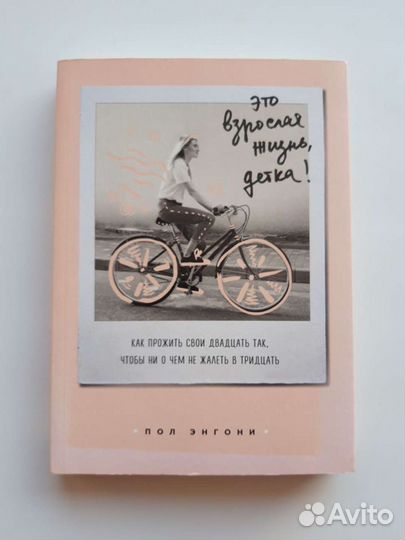 это
взрослая
жизнь,
детка!
КАК ПРОЖИТЬ СВОИ ДВАДЦАТЬ ТАК,
ЧТОБЫ НИ О ЧЕМ НЕ ЖАЛЕТЬ В ТРИДЦАТЬ
ПОЛ ЭНГОНИ
Avito